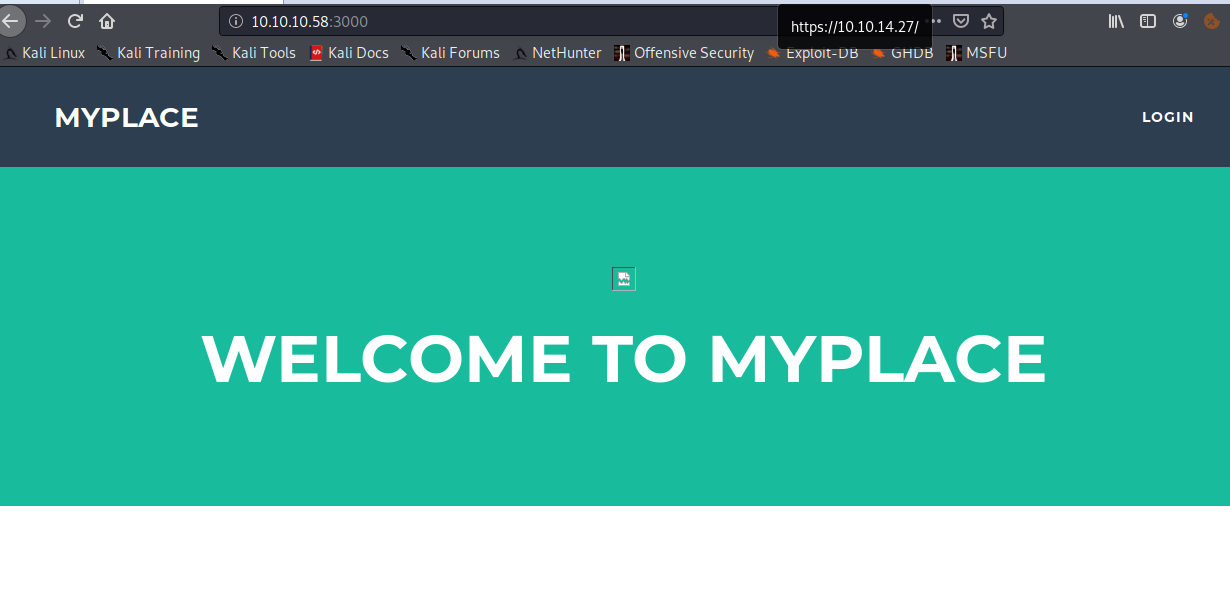 10.10.10.58:3000
https://10.10.14.27/
Kali Linux Kali Training Kali Tools Kali Docs Kali Forums NetHunter Offensive Security Exploit-DB GHDB MSFU
MYPLACE LOGIN
WELCOME TO MYPLACE